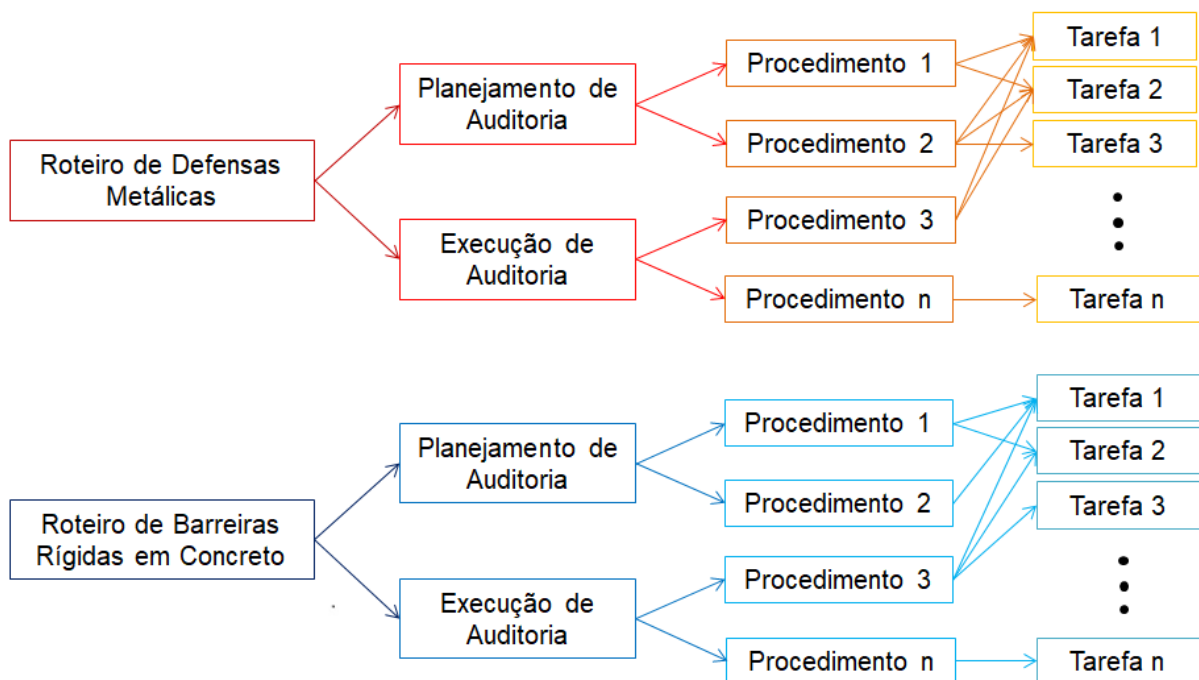 Roteiro de Defensas
Metálicas
Planejamento de
Auditoria
Execução de
Auditoria
Procedimento 1
Procedimento 2
Procedimento 3
Procedimento n
Tarefa 1
Tarefa 2
Tarefa 3
Tarefa n
Roteiro de Barreiras
Rígidas em Concreto
Planejamento de
Auditoria
Execução de
Auditoria
Procedimento 1
Procedimento 2
Procedimento 3
Procedimento n
Tarefa 1
Tarefa 2
Tarefa 3
Tarefa n